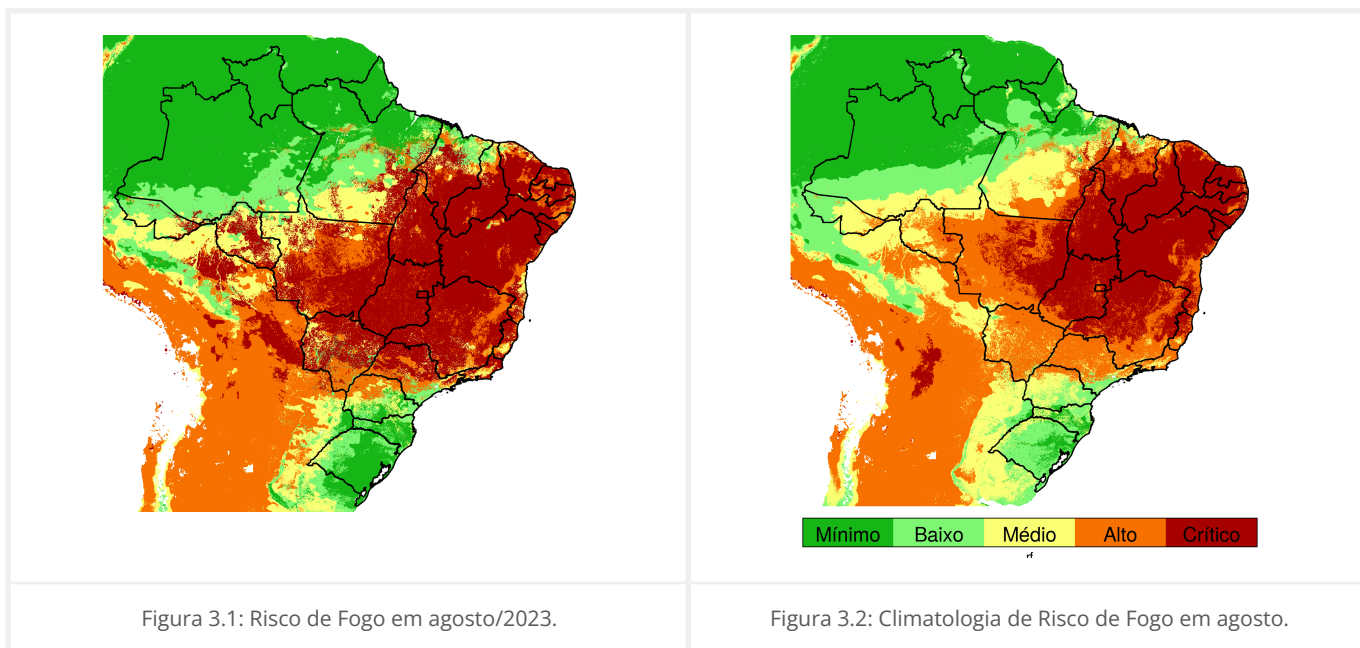 Mínimo Baixo Médio Alto Crítico
rf
Figura 3.1: Risco de Fogo em agosto/2023.
Figura 3.2: Climatologia de Risco de Fogo em agosto.